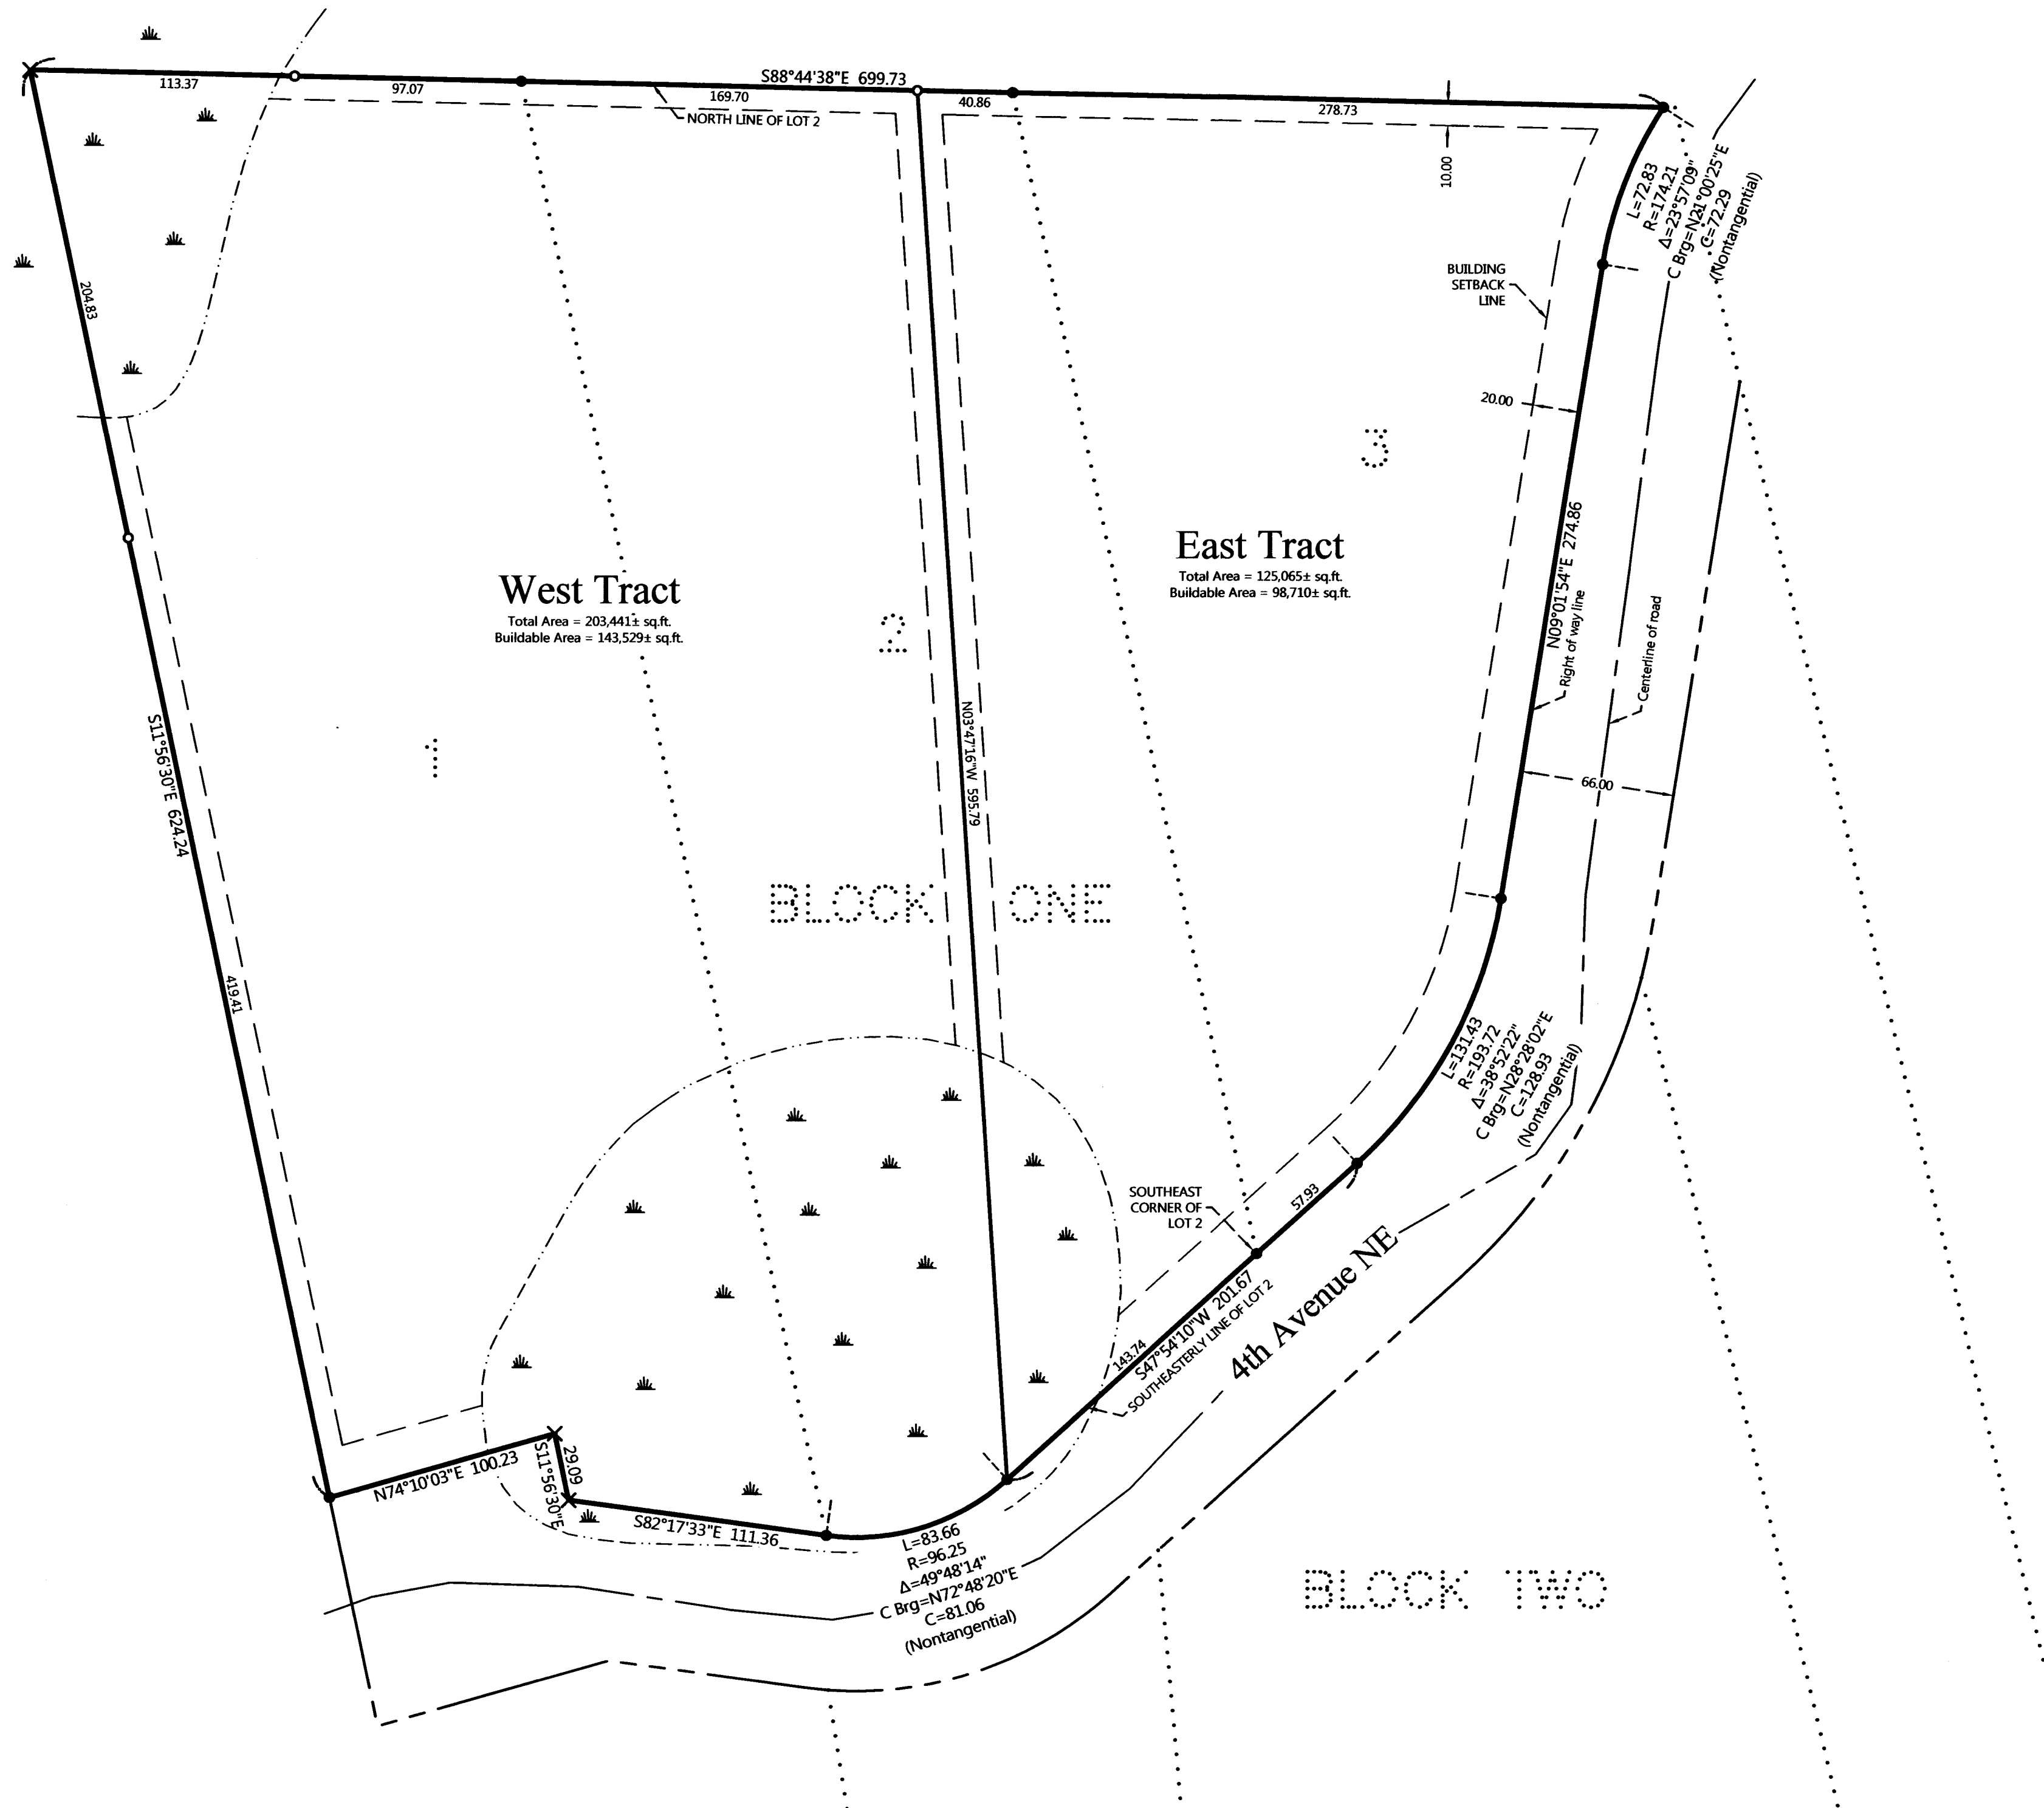 S88°44'38"E 699.73
113.37
97.07
169.70
40.86
278.73
NORTH LINE OF LOT 2
10.00
L=72.83
R=174.21
Δ=23°57'09"
C Brg=N21°00'25"E
C=72.29
(Nontangential)
204.83
BUILDING
SETBACK
LINE
20.00
3
N09°01'54"E 274.86
Right of way line
Centerline of road
East Tract
Total Area = 125,065± sq.ft.
Buildable Area = 98,710± sq.ft.
West Tract
Total Area = 203,441± sq.ft.
Buildable Area = 143,529± sq.ft.
2
1
S11°56'30"E 624.24
N03°47'16"W 595.79
66.00
BLOCK ONE
419.41
L=131.43
R=193.72
Δ=38°52'22"
C Brg=N28°28'02"E
C=128.93
(Nontangential)
SOUTHEAST
CORNER OF
LOT 2
57.93
143.74
S47°54'10"W 201.67
SOUTHEASTERLY LINE OF LOT 2
4th Avenue NE
N74°10'03"E 100.23
29.09
S11°56'30"E
S82°17'33"E 111.36
L=83.66
R=96.25
Δ=49°48'14"
C Brg=N72°48'20"E
C=81.06
(Nontangential)
BLOCK TWO